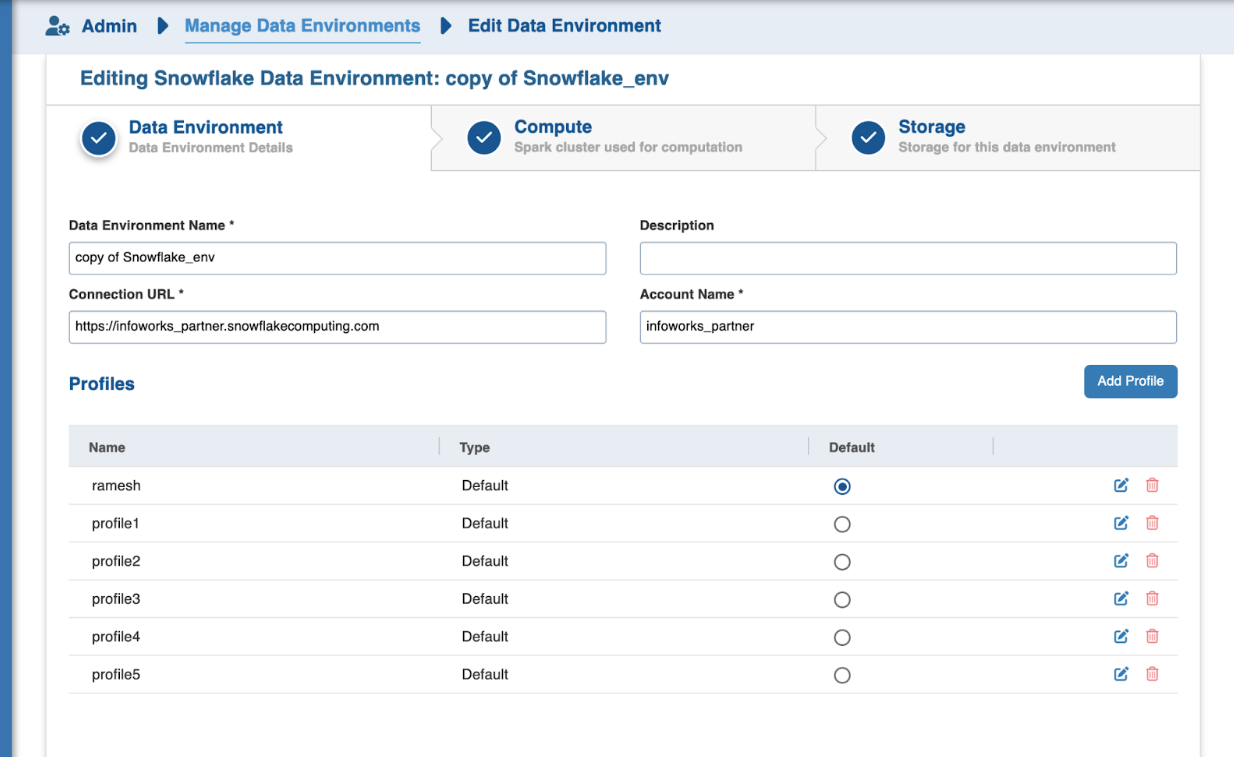 Admin Manage Data Environments Edit Data Environment
Editing Snowflake Data Environment: copy of Snowflake_env
Data Environment Compute Storage
Data Environment Details Spark cluster used for computation Storage for this data environment
Data Environment Name * Description
copy of Snowflake_env
Connection URL * Account Name *
https://infoworks_partner.snowflakecomputing.com infoworks_partner
Profiles Add Profile
Name Type Default
ramesh Default
profile1 Default
profile2 Default
profile3 Default
profile4 Default
profile5 Default